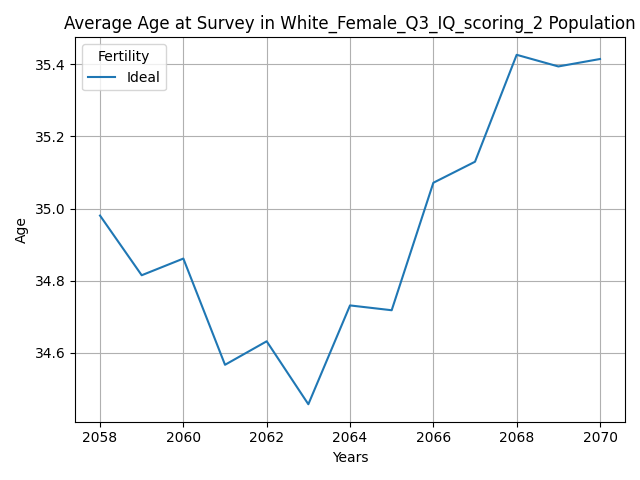 Average Age at Survey in White_Female_Q3_IQ_scoring_2 Population
Fertility
Ideal
35.4
35.2
35.0
34.8
34.6
Age
2058
2060
2062
2064
2066
2068
2070
Years